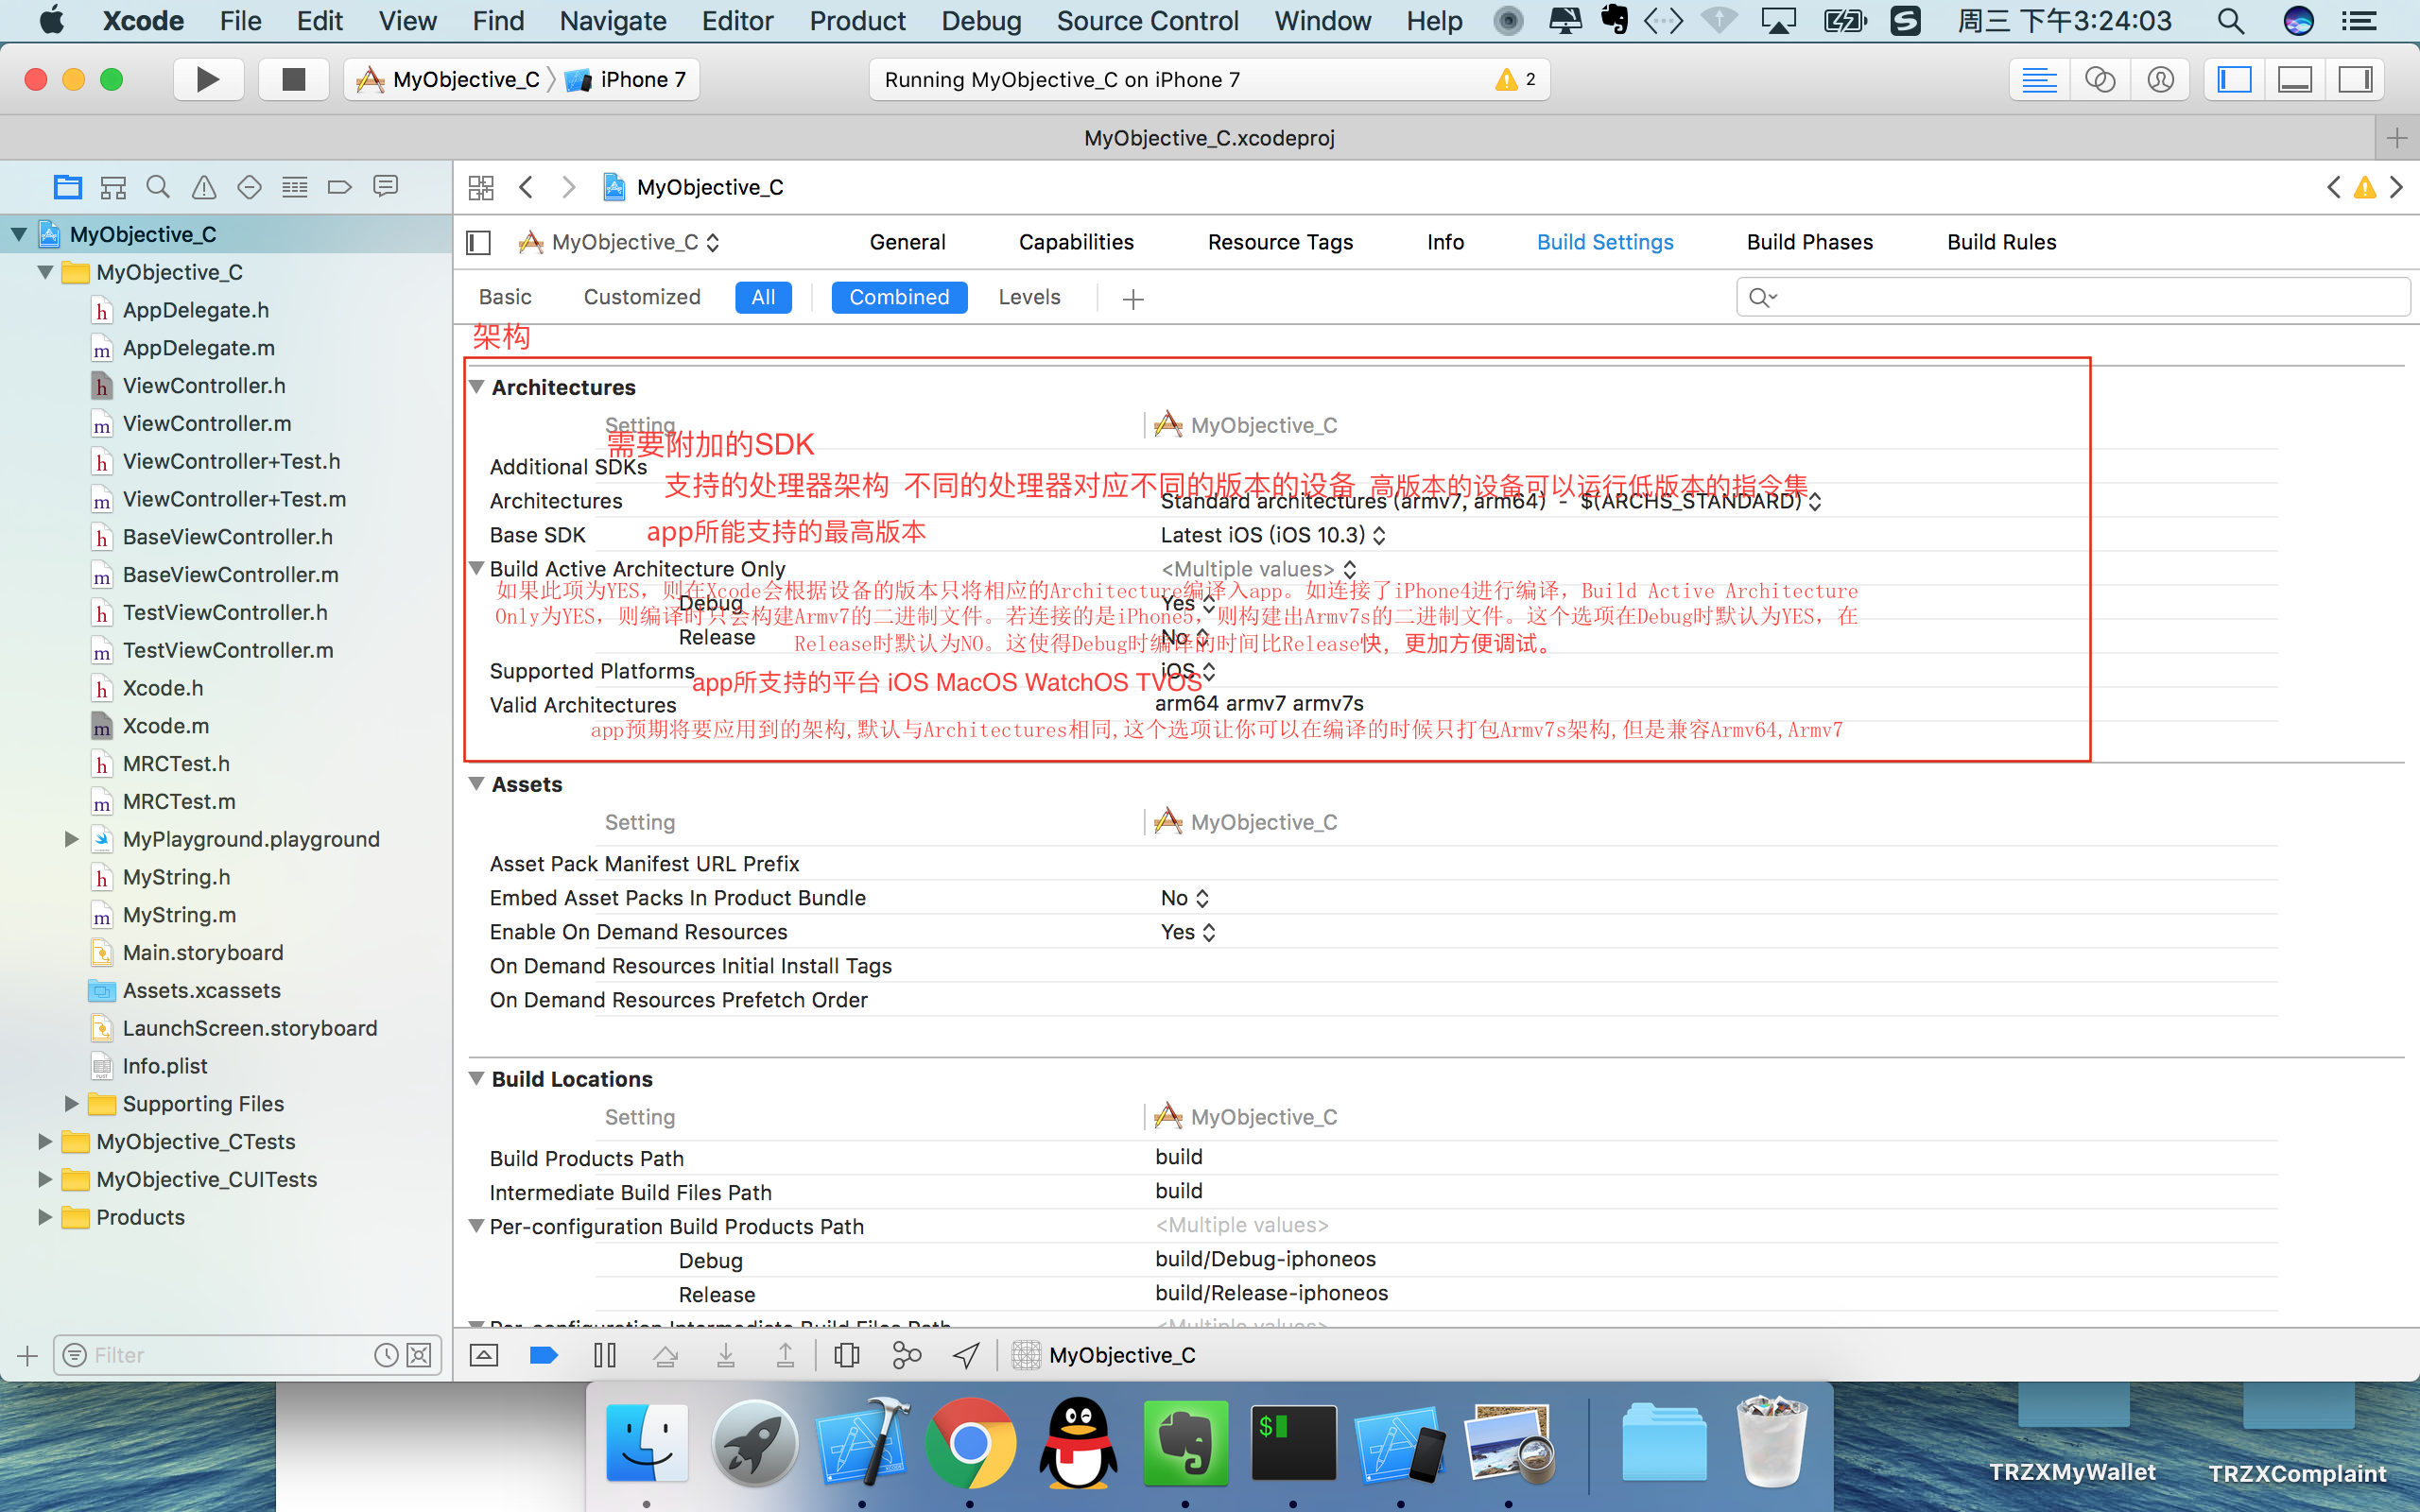 Xcode File Edit View Find Navigate Editor Product Debug Source Control Window Help 周三 下午3:24:03
MyObjective_C iPhone 7 Running MyObjective_C on iPhone 7 2
MyObjective_C.xcodeproj
MyObjective_C
MyObjective_C
MyObjective_C
AppDelegate.h
AppDelegate.m
ViewController.h
ViewController.m
ViewController+Test.h
ViewController+Test.m
BaseViewController.h
BaseViewController.m
TestViewController.h
TestViewController.m
Xcode.h
Xcode.m
MRCTest.h
MRCTest.m
MyPlayground.playground
MyString.h
MyString.m
Main.storyboard
Assets.xcassets
LaunchScreen.storyboard
Info.plist
Supporting Files
MyObjective_CTests
MyObjective_CUITests
Products
Filter
MyObjective_C General Capabilities Resource Tags Info Build Settings Build Phases Build Rules
Basic Customized All Combined Levels
架构
Architectures
Setting MyObjective_C
需要附加的SDK
Additional SDKs
支持的处理器架构 不同的处理器对应不同的版本的设备 高版本的设备可以运行低版本的指令集
Architectures Standard architectures (armv7, arm64) - $(ARCHS_STANDARD)
Base SDK app所能支持的最高版本 Latest iOS (iOS 10.3)
Build Active Architecture Only <Multiple values>
如果此项为YES，则在Xcode会根据设备的版本只将相应的Architecture编译入app。如连接了iPhone4进行编译，Build Active Architecture
Debug Yes
Only为YES，则编译时只会构建Armv7的二进制文件。若连接的是iPhone5，则构建出Armv7s的二进制文件。这个选项在Debug时默认为YES，在
Release No
Release时默认为NO。这使得Debug时编译的时间比Release快，更加方便调试。
Supported Platforms iOS
app所支持的平台 iOS MacOS WatchOS TVOS
Valid Architectures arm64 armv7 armv7s
app预期将要应用到的架构,默认与Architectures相同,这个选项让你可以在编译的时候只打包Armv7s架构,但是兼容Armv64,Armv7
Assets
Setting MyObjective_C
Asset Pack Manifest URL Prefix
Embed Asset Packs In Product Bundle No
Enable On Demand Resources Yes
On Demand Resources Initial Install Tags
On Demand Resources Prefetch Order
Build Locations
Setting MyObjective_C
Build Products Path build
Intermediate Build Files Path build
Per-configuration Build Products Path <Multiple values>
Debug build/Debug-iphoneos
Release build/Release-iphoneos
Per-configuration Intermediate Build Files Path <Multiple values>
MyObjective_C
TRZXMyWallet TRZXComplaint